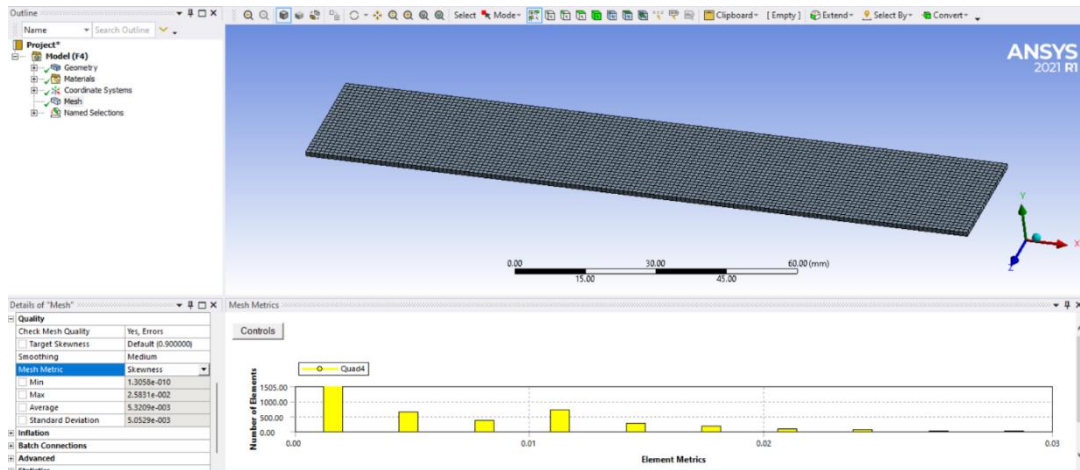 Outline
Name Search Outline
Project*
Model (F4)
Geometry
Materials
Coordinate Systems
Mesh
Named Selections
Select Mode Clipboard [ Empty ] Extend Select By Convert
ANSYS
2021 R1
Y
X
Z
0.00 30.00 60.00 (mm)
15.00 45.00
Details of "Mesh"
Quality
Check Mesh Quality Yes, Errors
Target Skewness Default (0.900000)
Smoothing Medium
Mesh Metric Skewness
Min 1.3058e-010
Max 2.5831e-002
Average 5.3209e-003
Standard Deviation 5.0529e-003
Inflation
Batch Connections
Advanced
Statistics
Mesh Metrics
Controls
Quad4
Number of Elements
1505.00
1000.00
500.00
0.00
0.00 0.01 0.02 0.03
Element Metrics